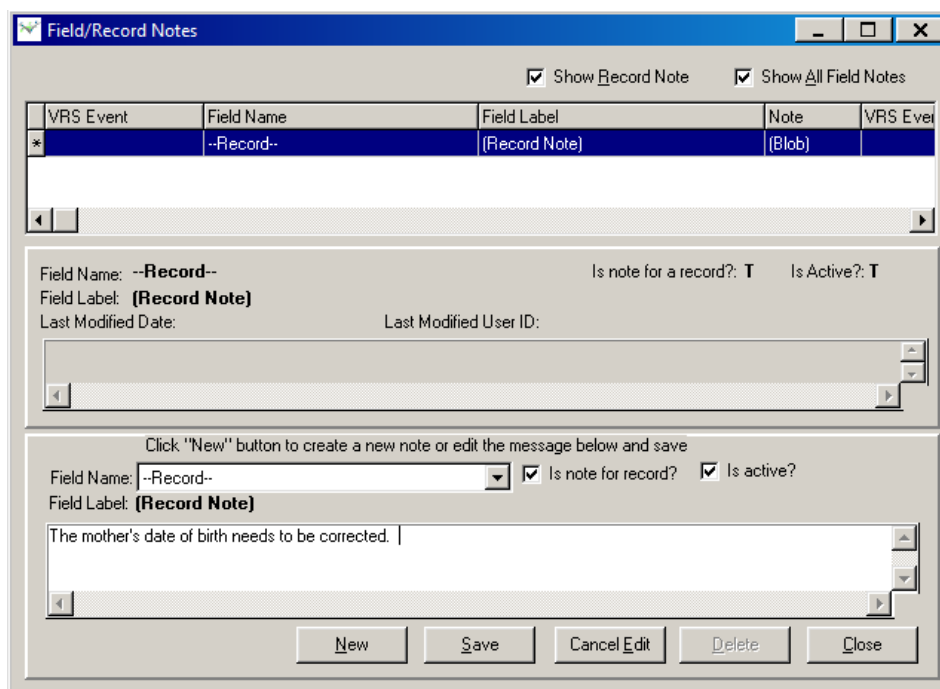 Field/Record Notes
Show Record Note Show All Field Notes
VRS Event Field Name Field Label Note VRS Ever
* --Record-- (Record Note) (Blob)
Field Name: --Record-- Is note for a record?: T Is Active?: T
Field Label: (Record Note)
Last Modified Date: Last Modified User ID:
Click "New" button to create a new note or edit the message below and save
Field Name: --Record-- Is note for record? Is active?
Field Label: (Record Note)
The mother's date of birth needs to be corrected.
New Save Cancel Edit Delete Close